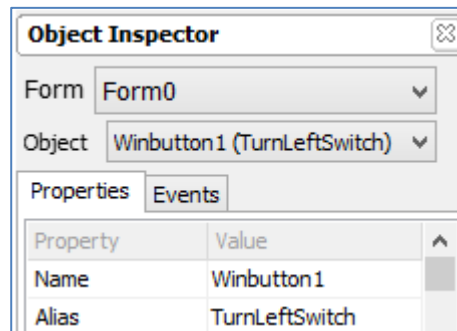 Object Inspector
Form Form0
Object Winbutton1 (TurnLeftSwitch)
Properties Events
Property Value
Name Winbutton1
Alias TurnLeftSwitch